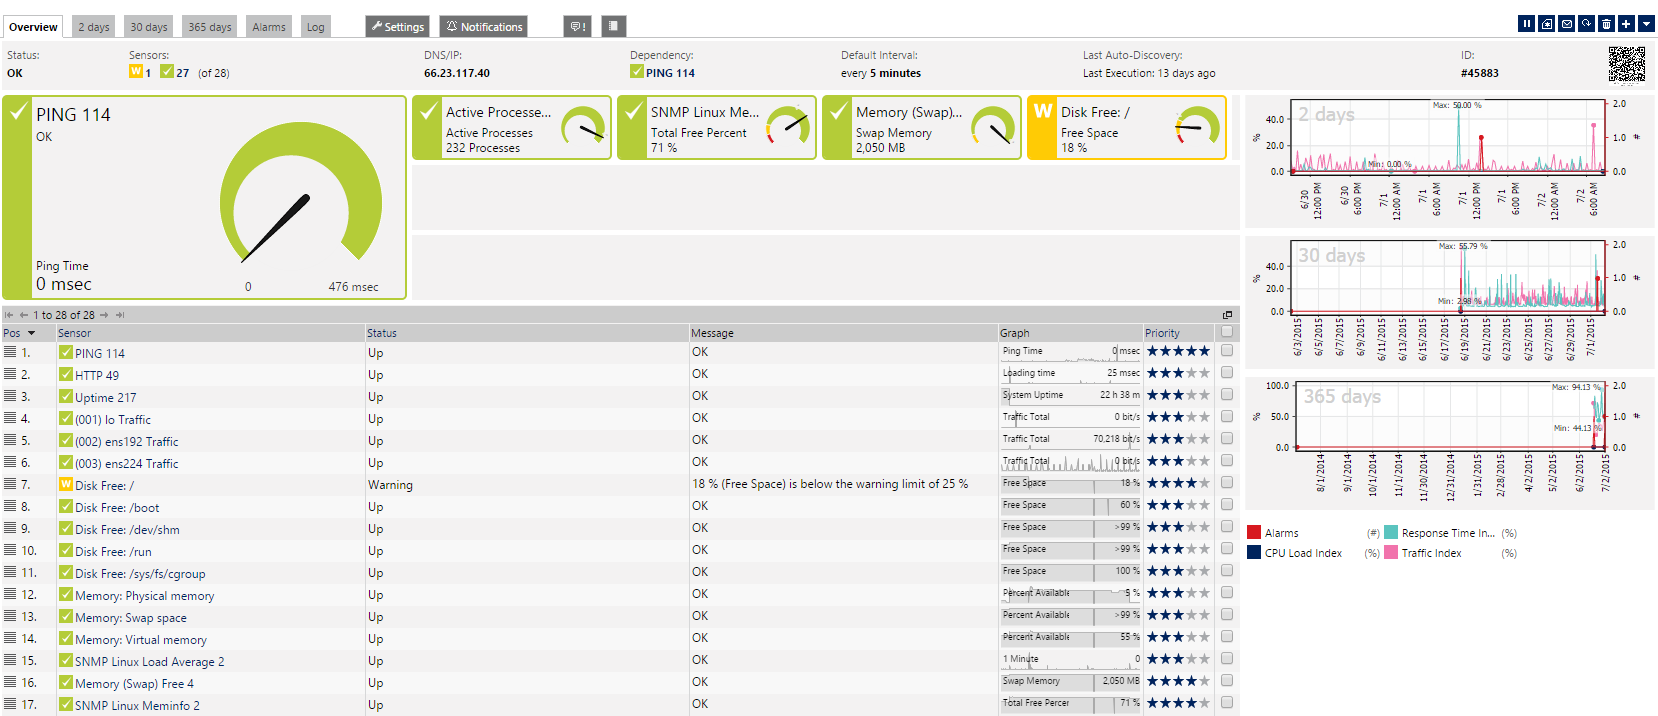 Overview 2 days 30 days 365 days Alarms Log Settings Notifications
Status: Sensors: DNS/IP: Dependency: Default Interval: Last Auto-Discovery: ID:
OK W 1 27 (of 28) 66.23.117.40 PING 114 every 5 minutes Last Execution: 13 days ago #45883
PING 114
OK
Ping Time
0 msec
0 476 msec
Active Processe...
Active Processes
232 Processes
SNMP Linux Me...
Total Free Percent
71 %
Memory (Swap)...
Swap Memory
2,050 MB
W Disk Free: /
Free Space
18 %
1 to 28 of 28
Pos Sensor Status Message Graph Priority
1. PING 114 Up OK Ping Time 0 msec
2. HTTP 49 Up OK Loading time 25 msec
3. Uptime 217 Up OK System Uptime 22 h 38 m
4. (001) lo Traffic Up OK Traffic Total 0 bit/s
5. (002) ens192 Traffic Up OK Traffic Total 70,218 bit/s
6. (003) ens224 Traffic Up OK Traffic Total 0 bit/s
7. W Disk Free: / Warning 18 % (Free Space) is below the warning limit of 25 % Free Space 18 %
8. Disk Free: /boot Up OK Free Space 60 %
9. Disk Free: /dev/shm Up OK Free Space >99 %
10. Disk Free: /run Up OK Free Space >99 %
11. Disk Free: /sys/fs/cgroup Up OK Free Space 100 %
12. Memory: Physical memory Up OK Percent Available 5 %
13. Memory: Swap space Up OK Percent Available >99 %
14. Memory: Virtual memory Up OK Percent Available 55 %
15. SNMP Linux Load Average 2 Up OK 1 Minute 0
16. Memory (Swap) Free 4 Up OK Swap Memory 2,050 MB
17. SNMP Linux Meminfo 2 Up OK Total Free Percer 71 %
2 days
Max: 50.00 %
Min: 0.00 %
%
40.0
20.0
0.0
2.0
1.0
0.0
#
6/30 12:00 PM
6/30 6:00 PM
7/1 12:00 AM
7/1 6:00 AM
7/1 12:00 PM
7/1 6:00 PM
7/2 12:00 AM
7/2 6:00 AM
30 days
Max: 55.79 %
Min: 2.98 %
%
40.0
20.0
0.0
2.0
1.0
0.0
#
6/3/2015
6/5/2015
6/7/2015
6/9/2015
6/11/2015
6/13/2015
6/15/2015
6/17/2015
6/19/2015
6/21/2015
6/23/2015
6/25/2015
6/27/2015
6/29/2015
7/1/2015
365 days
Max: 94.13 %
Min: 44.13 %
%
100.0
50.0
0.0
2.0
1.0
0.0
#
8/1/2014
9/1/2014
10/1/2014
11/1/2014
11/30/2014
12/31/2014
1/31/2015
2/28/2015
4/2/2015
5/2/2015
6/2/2015
7/2/2015
Alarms (#) Response Time In... (%)
CPU Load Index (%) Traffic Index (%)